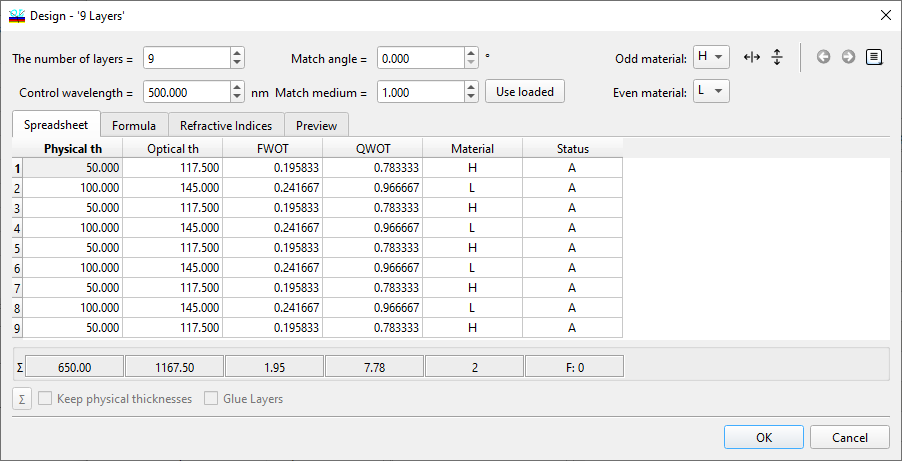 Design - '9 Layers'
The number of layers = 9 Match angle = 0.000 ° Odd material: H
Control wavelength = 500.000 nm Match medium = 1.000 Use loaded Even material: L
Spreadsheet Formula Refractive Indices Preview
Physical th Optical th FWOT QWOT Material Status
1 50.000 117.500 0.195833 0.783333 H A
2 100.000 145.000 0.241667 0.966667 L A
3 50.000 117.500 0.195833 0.783333 H A
4 100.000 145.000 0.241667 0.966667 L A
5 50.000 117.500 0.195833 0.783333 H A
6 100.000 145.000 0.241667 0.966667 L A
7 50.000 117.500 0.195833 0.783333 H A
8 100.000 145.000 0.241667 0.966667 L A
9 50.000 117.500 0.195833 0.783333 H A
Σ 650.00 1167.50 1.95 7.78 2 F: 0
Σ Keep physical thicknesses Glue Layers
OK Cancel